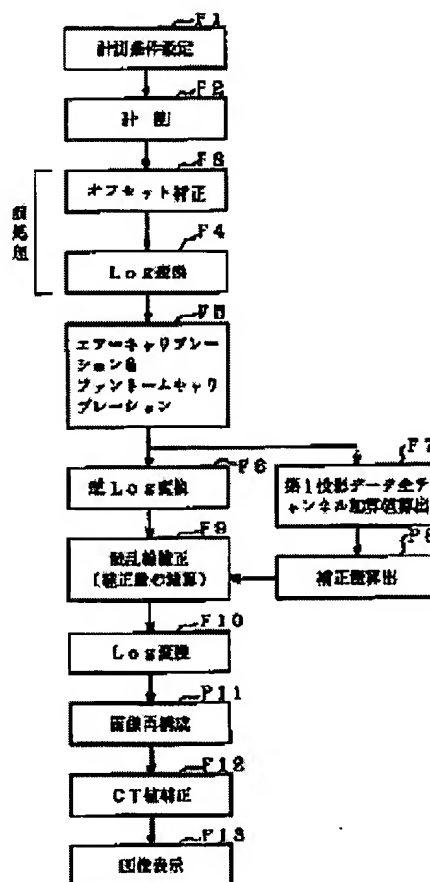 F1
計測条件設定
F2
計 測
F3
オフセット補正
前処理
F4
Log変換
F5
エアーキャリブレー
ション&
ファントームキャリ
ブレーション
F6
逆Log変換
F7
第1投影データ全チ
ャンネル加算値算出
F8
補正量算出
F9
散乱線補正
(補正量の減算)
F10
Log変換
F11
画像再構成
F12
CT値補正
F13
画像表示